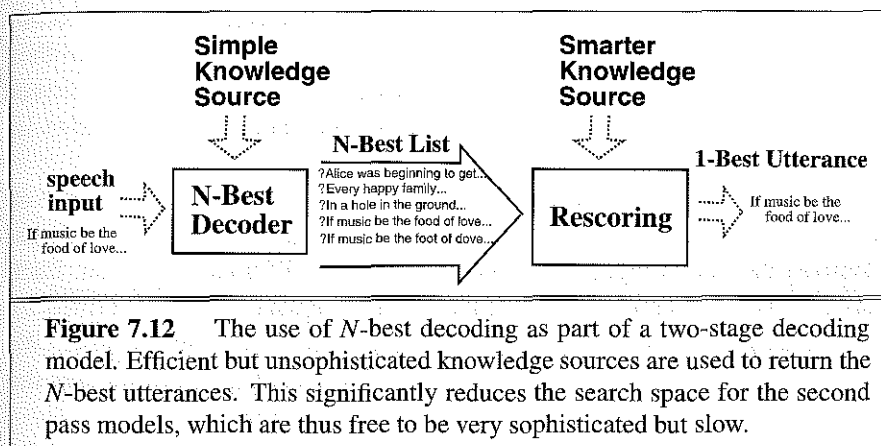 Simple
Knowledge
Source
Smarter
Knowledge
Source
speech
input
If music be the
food of love...
N-Best
Decoder
N-Best List
?Alice was beginning to get...
?Every happy family...
?In a hole in the ground...
?If music be the food of love...
?If music be the foot of dove...
Rescoring
1-Best Utterance
If music be the
food of love...
Figure 7.12 The use of N-best decoding as part of a two-stage decoding
model. Efficient but unsophisticated knowledge sources are used to return the
N-best utterances. This significantly reduces the search space for the second
pass models, which are thus free to be very sophisticated but slow.